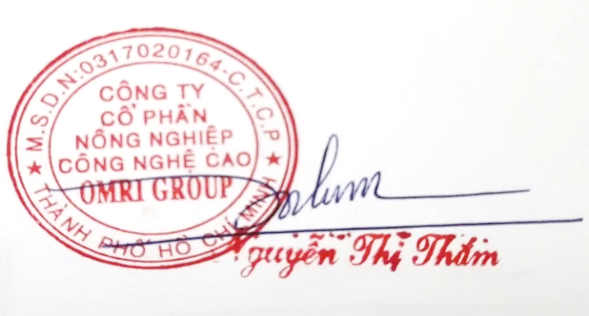 M.S.D.N:0317020164-C.T.C.P
CÔNG TY
CỔ PHẦN
NÔNG NGHIỆP
CÔNG NGHỆ CAO
OMRI GROUP
THÀNH PHỐ HỒ CHÍ MINH
Nguyễn Thị Thắm